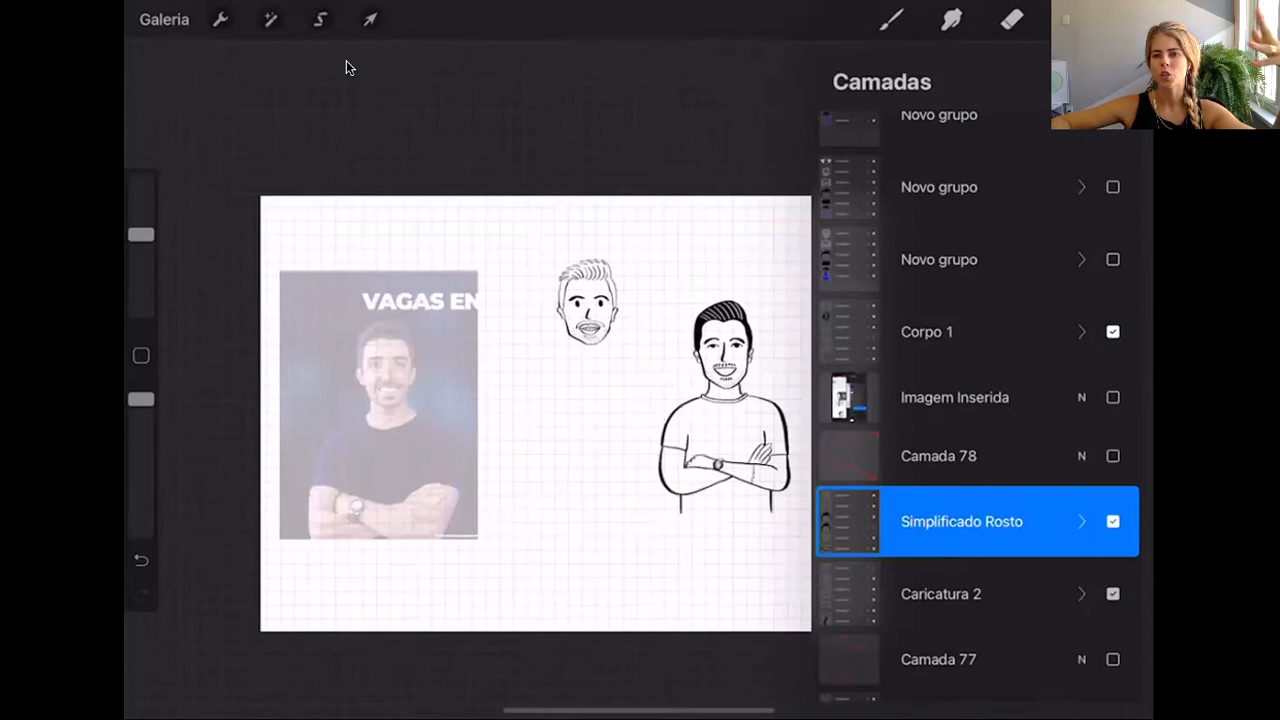 Galeria
Camadas
Novo grupo
Novo grupo
Novo grupo
Corpo 1
Imagem Inserida N
Camada 78 N
Simplificado Rosto
Caricatura 2
Camada 77 N
VAGAS EN